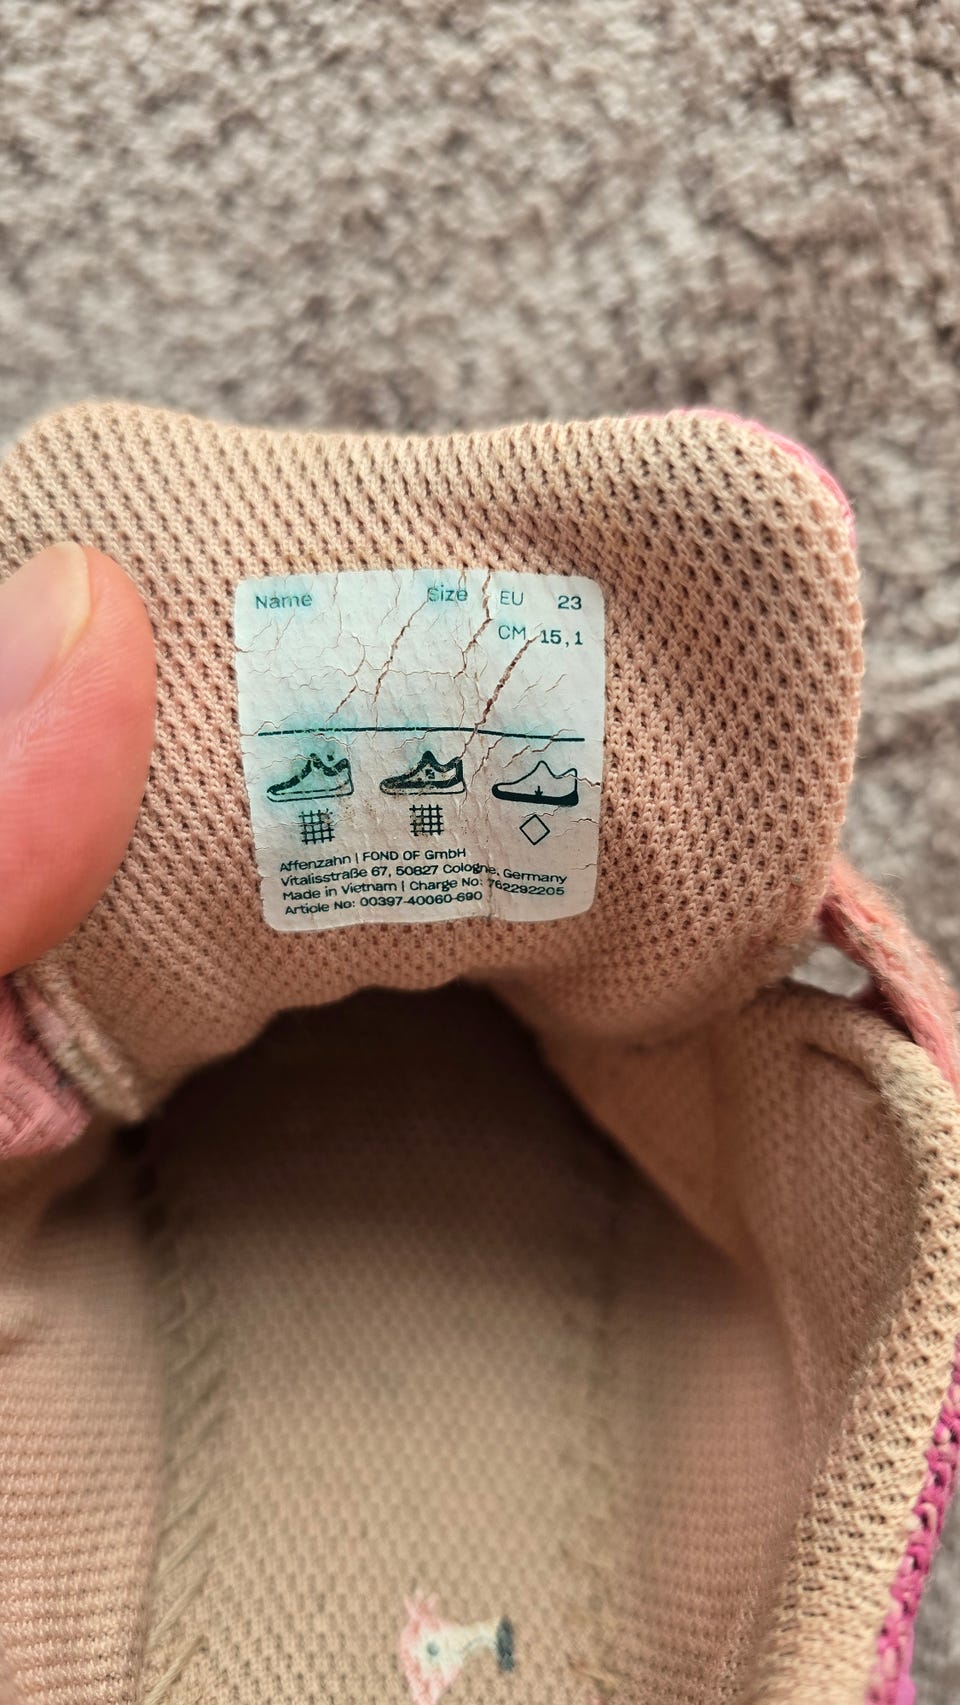 Name Size EU 23
CM 15,1
Affenzahn | FOND OF GmbH
Vitalisstraße 67, 50827 Cologne, Germany
Made in Vietnam | Charge No: 762292205
Article No: 00397-40060-690